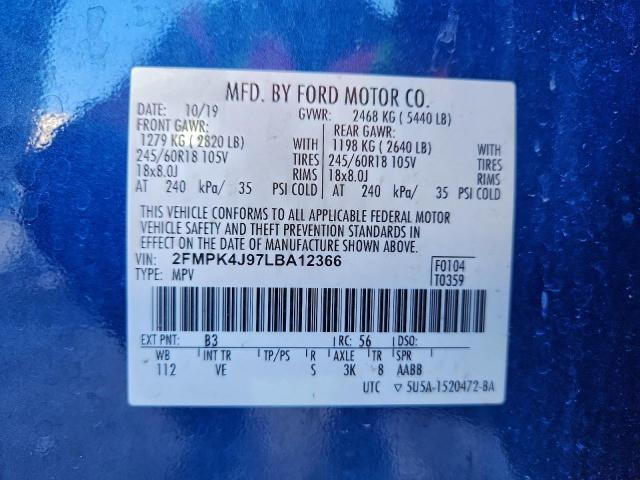 MFD. BY FORD MOTOR CO.
DATE: 10/19 GVWR: 2468 KG (5440 LB)
FRONT GAWR: REAR GAWR:
1279 KG (2820 LB) WITH 1198 KG (2640 LB) WITH
245/60R18 105V TIRES 245/60R18 105V TIRES
18x8.0J RIMS 18x8.0J RIMS
AT 240 kPa/ 35 PSI COLD AT 240 kPa/ 35 PSI COLD
THIS VEHICLE CONFORMS TO ALL APPLICABLE FEDERAL MOTOR
VEHICLE SAFETY AND THEFT PREVENTION STANDARDS IN
EFFECT ON THE DATE OF MANUFACTURE SHOWN ABOVE.
VIN: 2FMPK4J97LBA12366 F0104
TYPE: MPV T0359
EXT PNT: B3 RC: 56 DSO:
WB INT TR TP/PS R AXLE TR SPR
112 VE S 3K 8 AABB
UTC ▽ 5U5A-1520472-BA